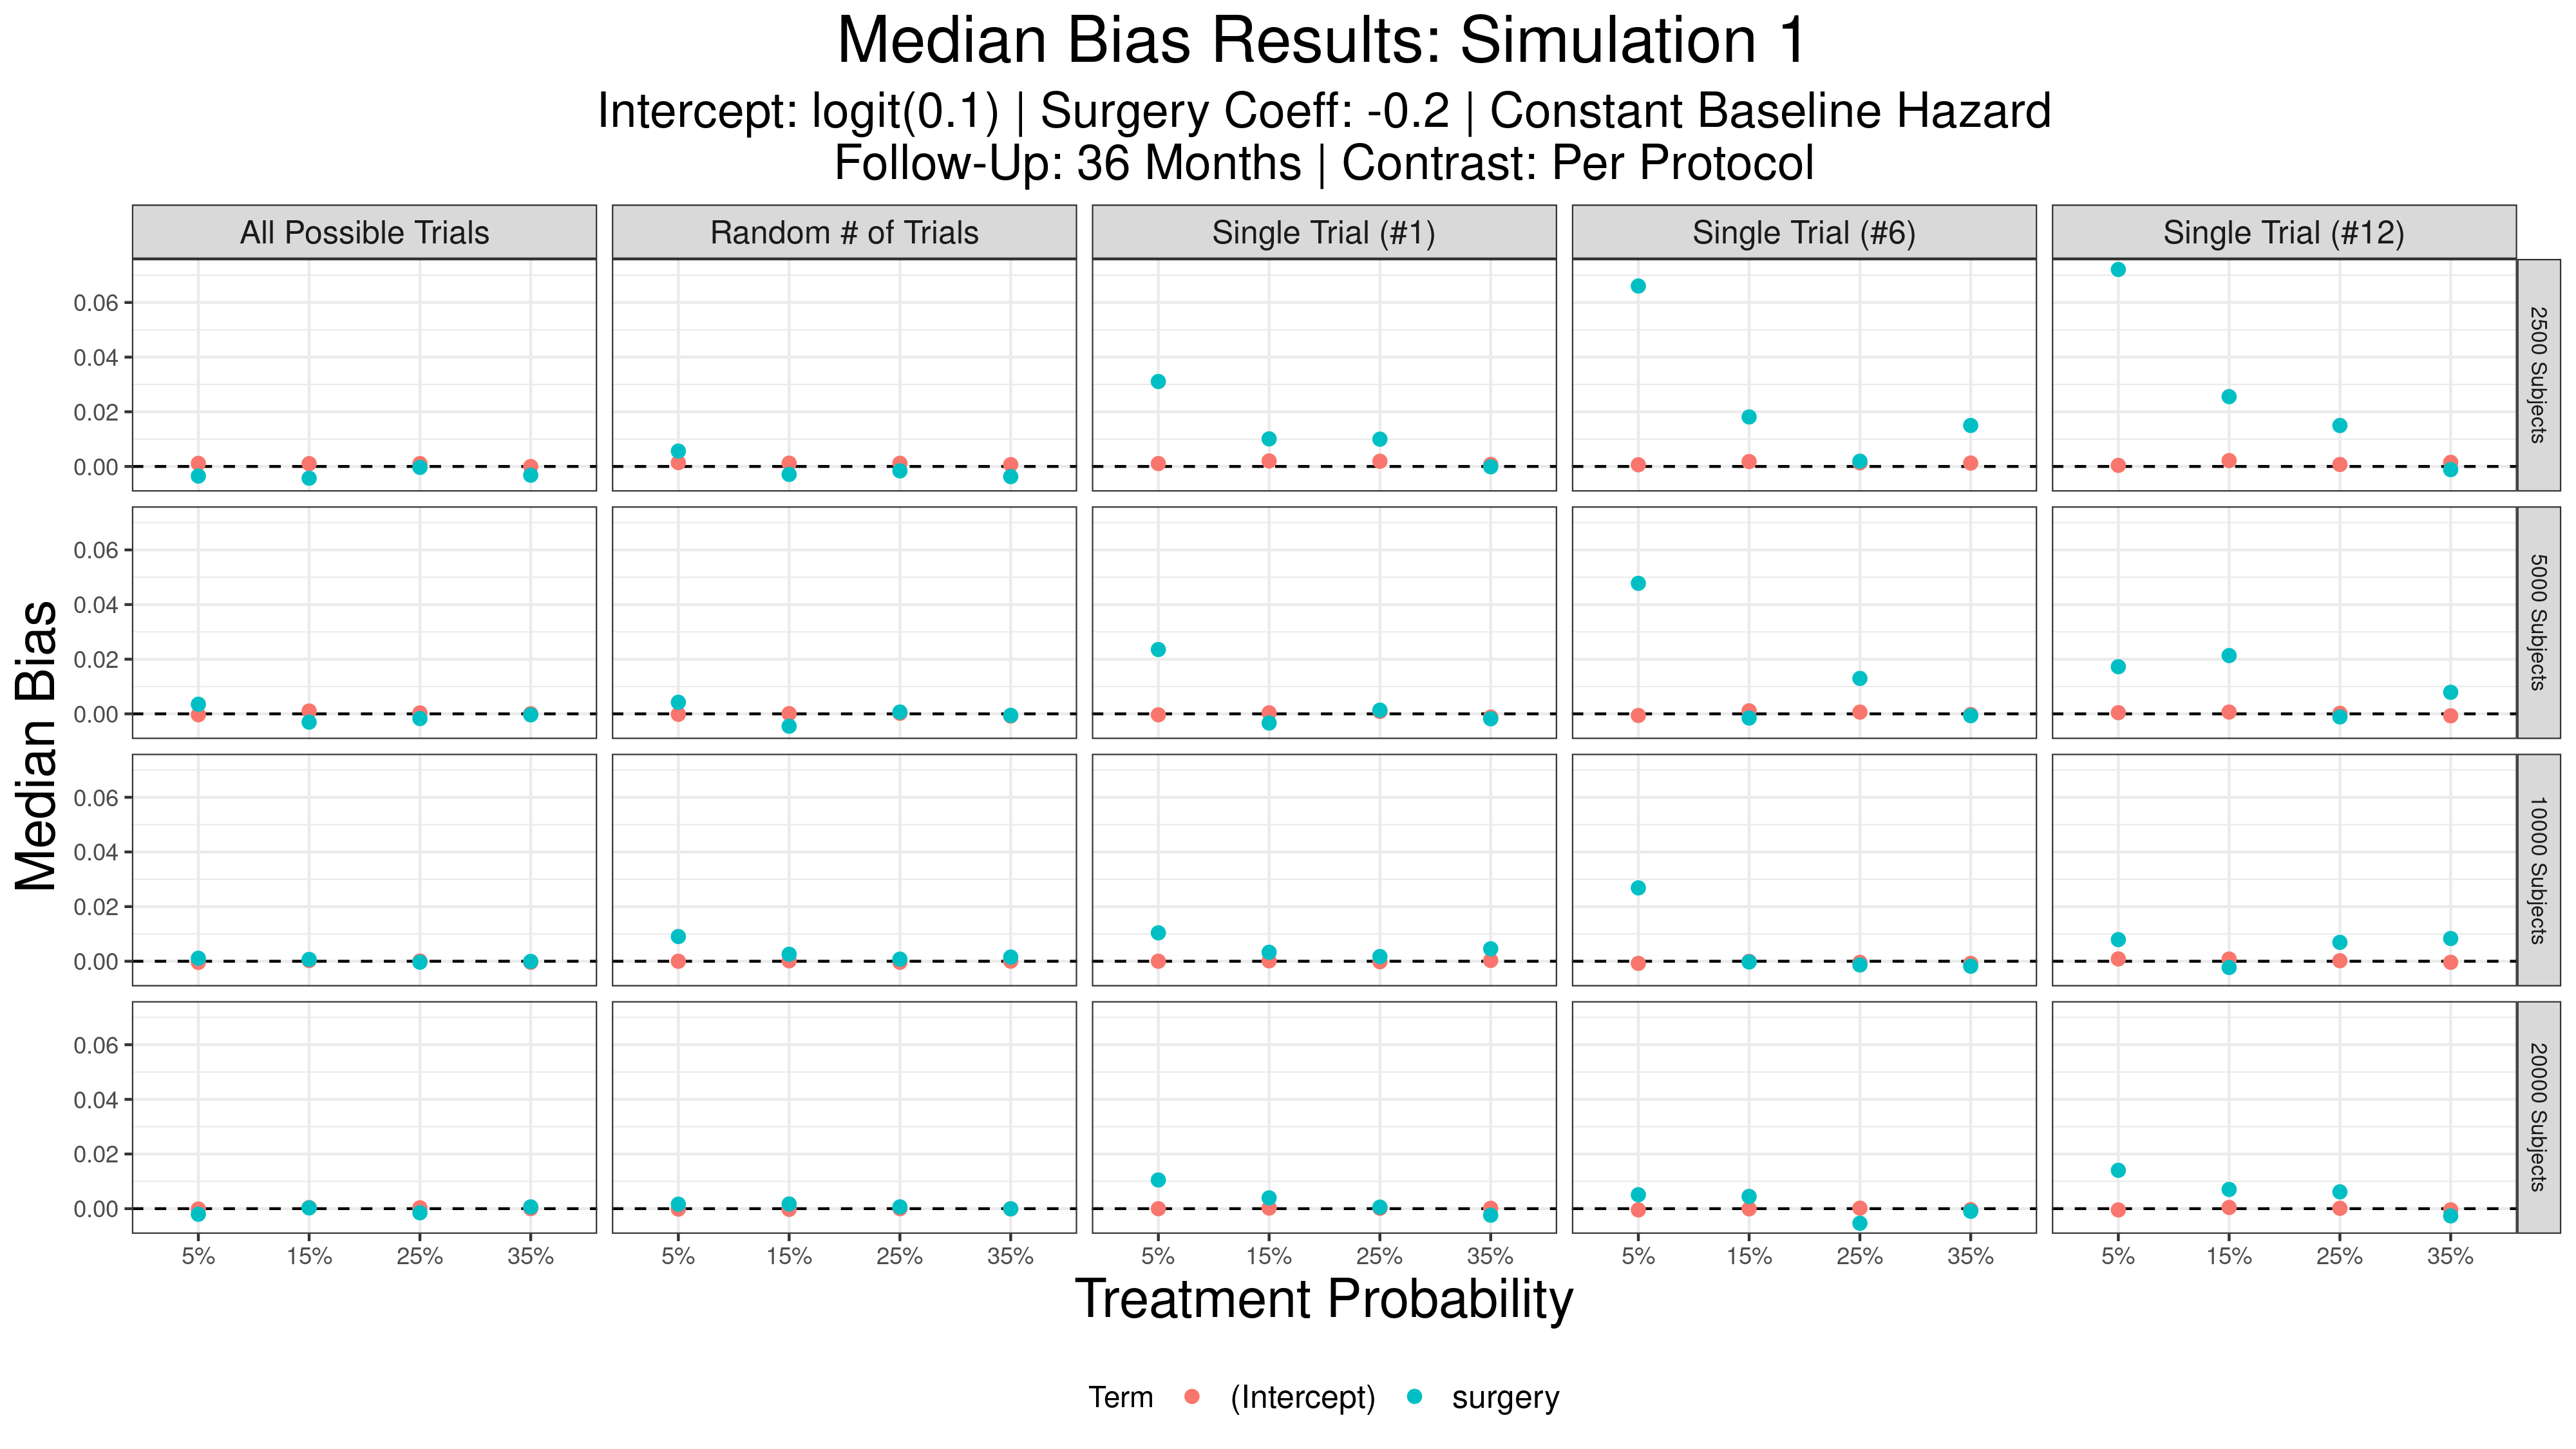 Median Bias Results: Simulation 1
Intercept: logit(0.1) | Surgery Coeff: -0.2 | Constant Baseline Hazard
Follow-Up: 36 Months | Contrast: Per Protocol
All Possible Trials
Random # of Trials
Single Trial (#1)
Single Trial (#6)
Single Trial (#12)
Median Bias
0.06
0.04
0.02
0.00
2500 Subjects
0.06
0.04
0.02
0.00
5000 Subjects
0.06
0.04
0.02
0.00
10000 Subjects
0.06
0.04
0.02
0.00
20000 Subjects
5% 15% 25% 35%
5% 15% 25% 35%
5% 15% 25% 35%
5% 15% 25% 35%
5% 15% 25% 35%
Treatment Probability
Term (Intercept) surgery